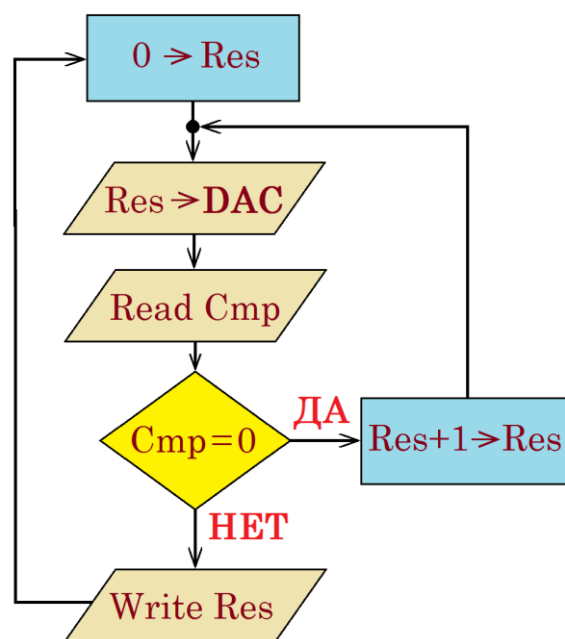 0 → Res
Res → DAC
Read Cmp
Cmp=0
ДА
Res+1→Res
НЕТ
Write Res